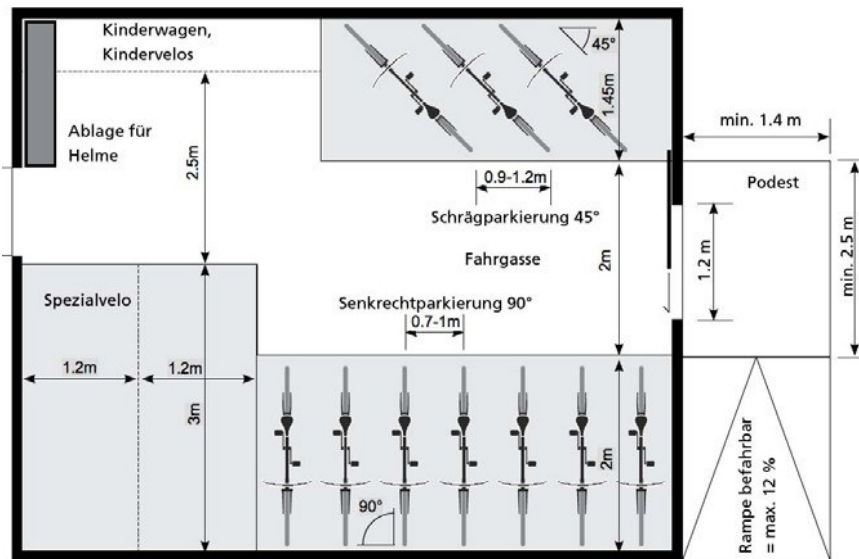 Kinderwagen,
Kindervelos
45°
1.45m
min. 1.4 m
Ablage für
Helme
2.5m
0.9-1.2m
Podest
Schrägparkierung 45°
Fahrgasse
2m
1.2 m
min. 2.5 m
Spezialvelo
Senkrechtparkierung 90°
0.7-1m
1.2m
1.2m
3m
2m
90°
Rampe befahrbar
= max. 12 %